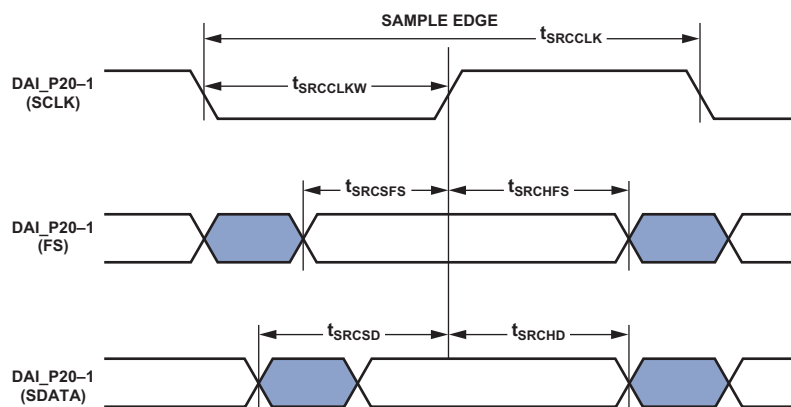 SAMPLE EDGE
tSRCCLK
DAI_P20–1
(SCLK)
tSRCCLKW
tSRCSFS
tSRCHFS
DAI_P20–1
(FS)
tSRCSD
tSRCHD
DAI_P20–1
(SDATA)